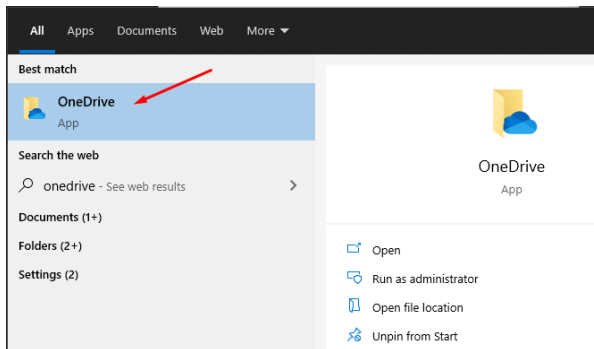 All Apps Documents Web More
Best match
OneDrive
App
Search the web
onedrive - See web results
Documents (1+)
Folders (2+)
Settings (2)
OneDrive
App
Open
Run as administrator
Open file location
Unpin from Start